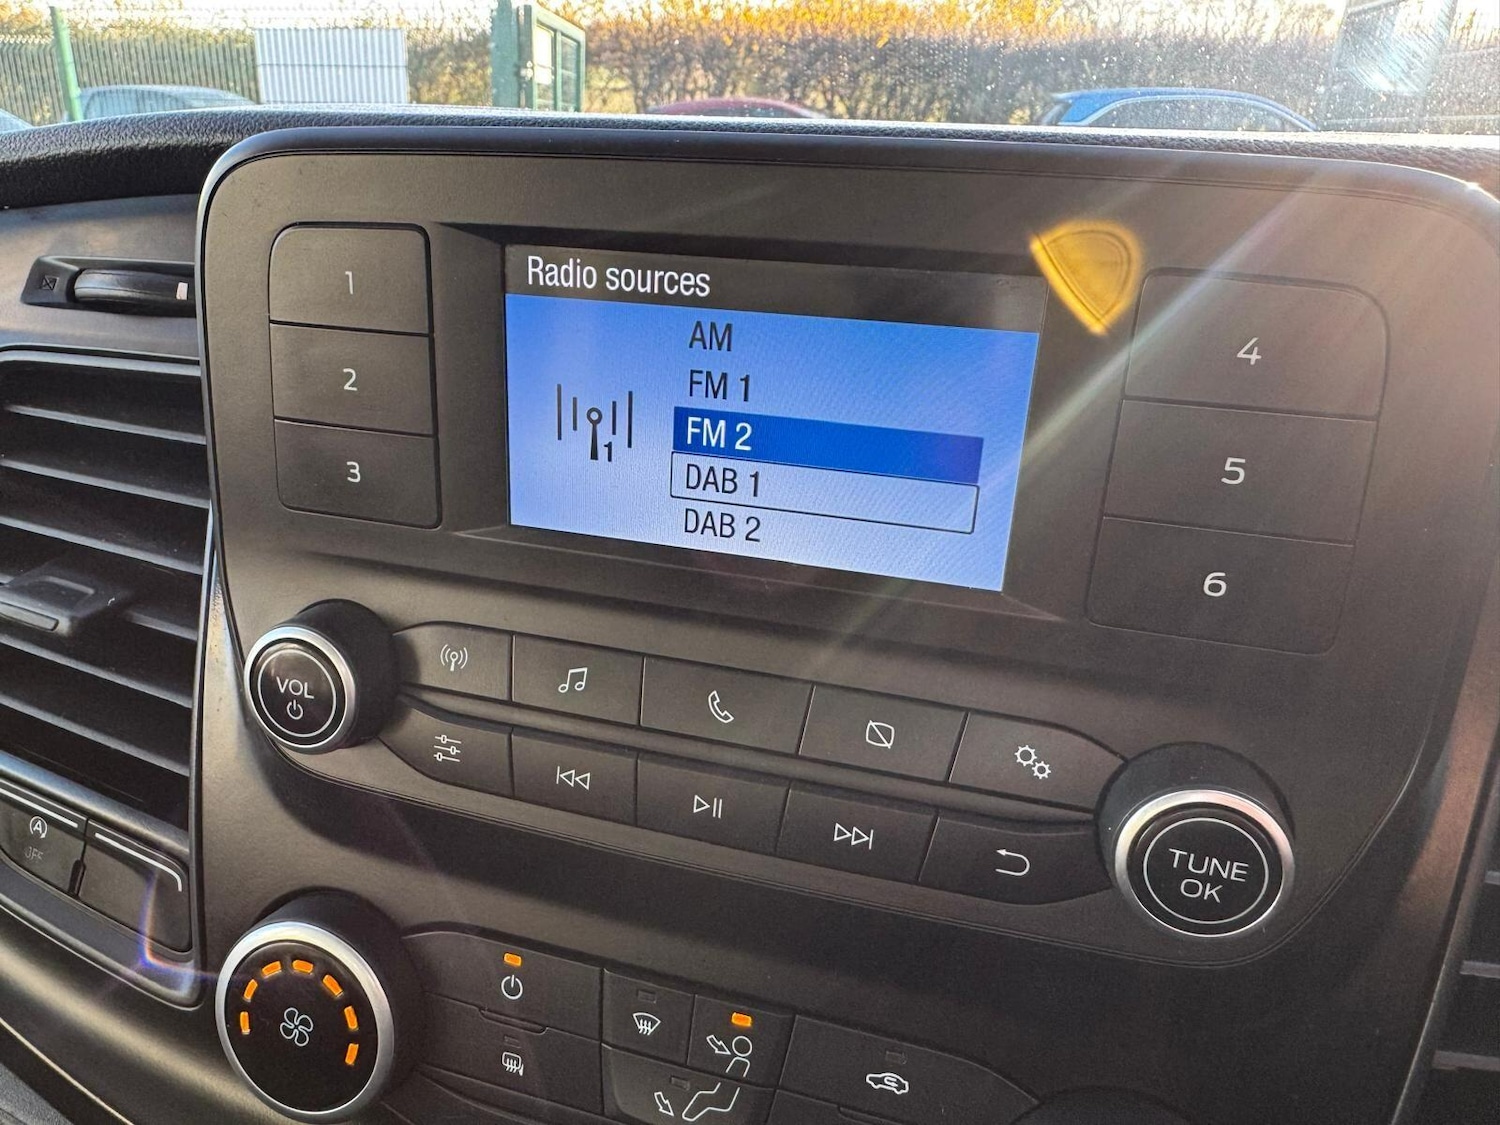 Radio sources
AM
FM 1
FM 2
DAB 1
DAB 2
1
1
2
3
4
5
6
VOL
TUNE
OK
A
OFF